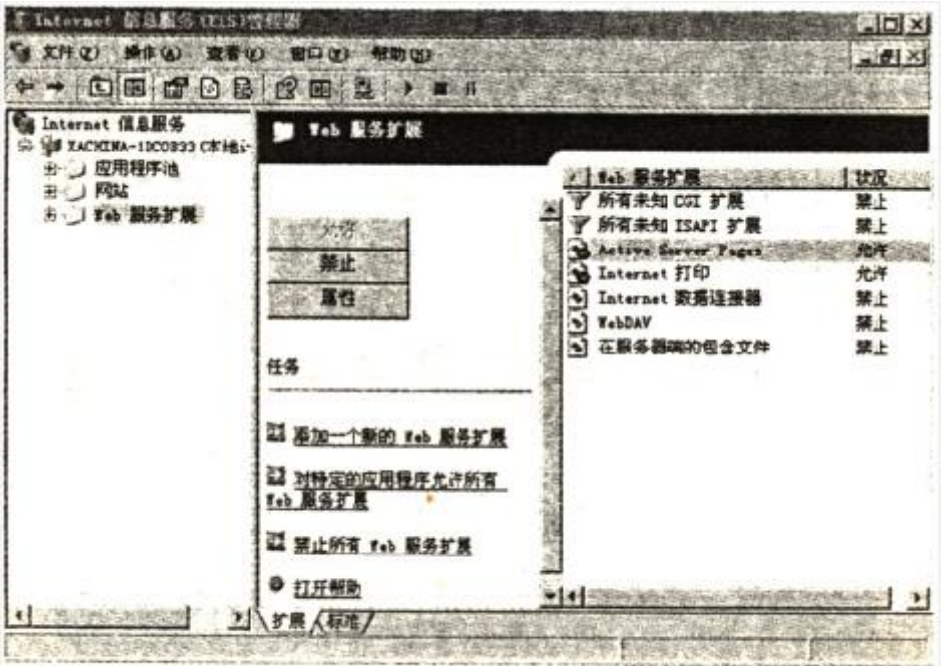 Internet 信息服务(IIS)管理器
文件(F) 操作(A) 查看(V) 窗口(W) 帮助(H)
Internet 信息服务
XACHINA-1DC0833(本地计
应用程序池
网站
Web 服务扩展
Web 服务扩展
允许
禁止
属性
任务
添加一个新的 Web 服务扩展
对特定的应用程序允许所有
Web 服务扩展
禁止所有 Web 服务扩展
打开帮助
Web 服务扩展 状况
所有未知 CGI 扩展 禁止
所有未知 ISAPI 扩展 禁止
Active Server Pages 允许
Internet 打印 允许
Internet 数据连接器 禁止
WebDAV 禁止
在服务器端的包含文件 禁止
扩展 标准